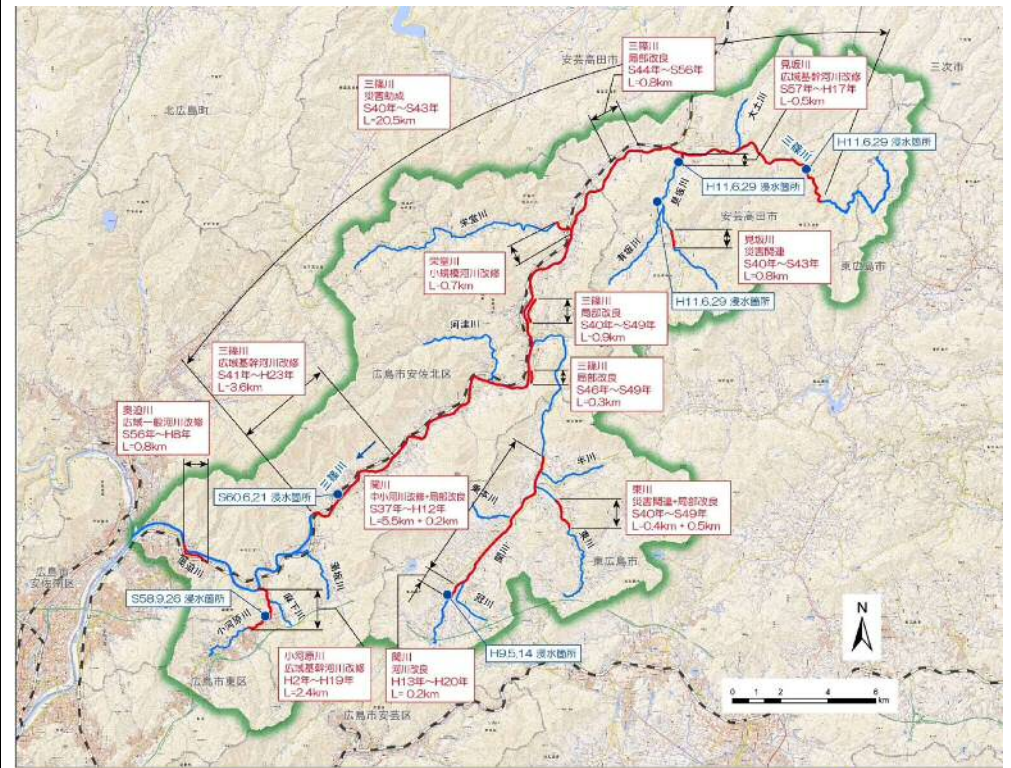 三篠川
局部改良
S44年～S56年
L=0.8km
安芸高田市
三次市
見坂川
広域基幹河川改修
S57年～H17年
L=0.5km
三篠川
災害助成
S40年～S43年
L=20.5km
北広島町
大土川
H11.6.29 浸水箇所
三篠川
H11.6.29 浸水箇所
見坂川
安芸高田市
有留川
栄堂川
見坂川
災害関連
S40年～S43年
L=0.8km
東広島市
栄堂川
小規模河川改修
L=0.7km
H11.6.29 浸水箇所
三篠川
局部改良
S40年～S49年
L=0.9km
河津川
三篠川
広域基幹河川改修
S41年～H23年
L=3.6km
広島市安佐北区
三篠川
局部改良
S46年～S49年
L=0.3km
奥迫川
広域一般河川改修
S56年～H8年
L=0.8km
三篠川
S60.6.21 浸水箇所
関川
中小河川改修+局部改良
S37年～H12年
L=5.5km + 0.2km
東川
災害関連+局部改良
S40年～S49年
L=0.4km + 0.5km
東川
関川
東広島市
広島市
安佐南区
奥迫川
S58.9.26 浸水箇所
小河原川
冠川
N
小河原川
広域基幹河川改修
H2年～H19年
L=2.4km
関川
河川改良
H13年～H20年
L= 0.2km
H9.5.14 浸水箇所
広島市東区
広島市安芸区
0 1 2 4 6
km